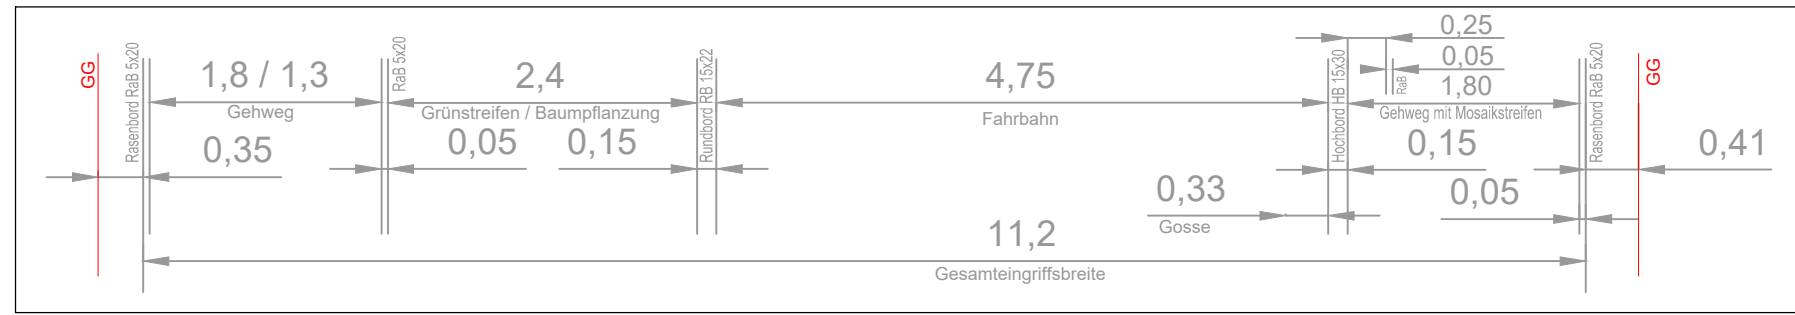 GG
Rasenbord RaB 5x20
1,8 / 1,3
Gehweg
0,35
RaB 5x20
2,4
Grünstreifen / Baumpflanzung
0,05
0,15
Rundbord RB 15x22
4,75
Fahrbahn
0,33
Gosse
Hochbord HB 15x30
0,25
0,05
RaB
1,80
Gehweg mit Mosaikstreifen
0,15
0,05
Rasenbord RaB 5x20
GG
0,41
11,2
Gesamteingriffsbreite